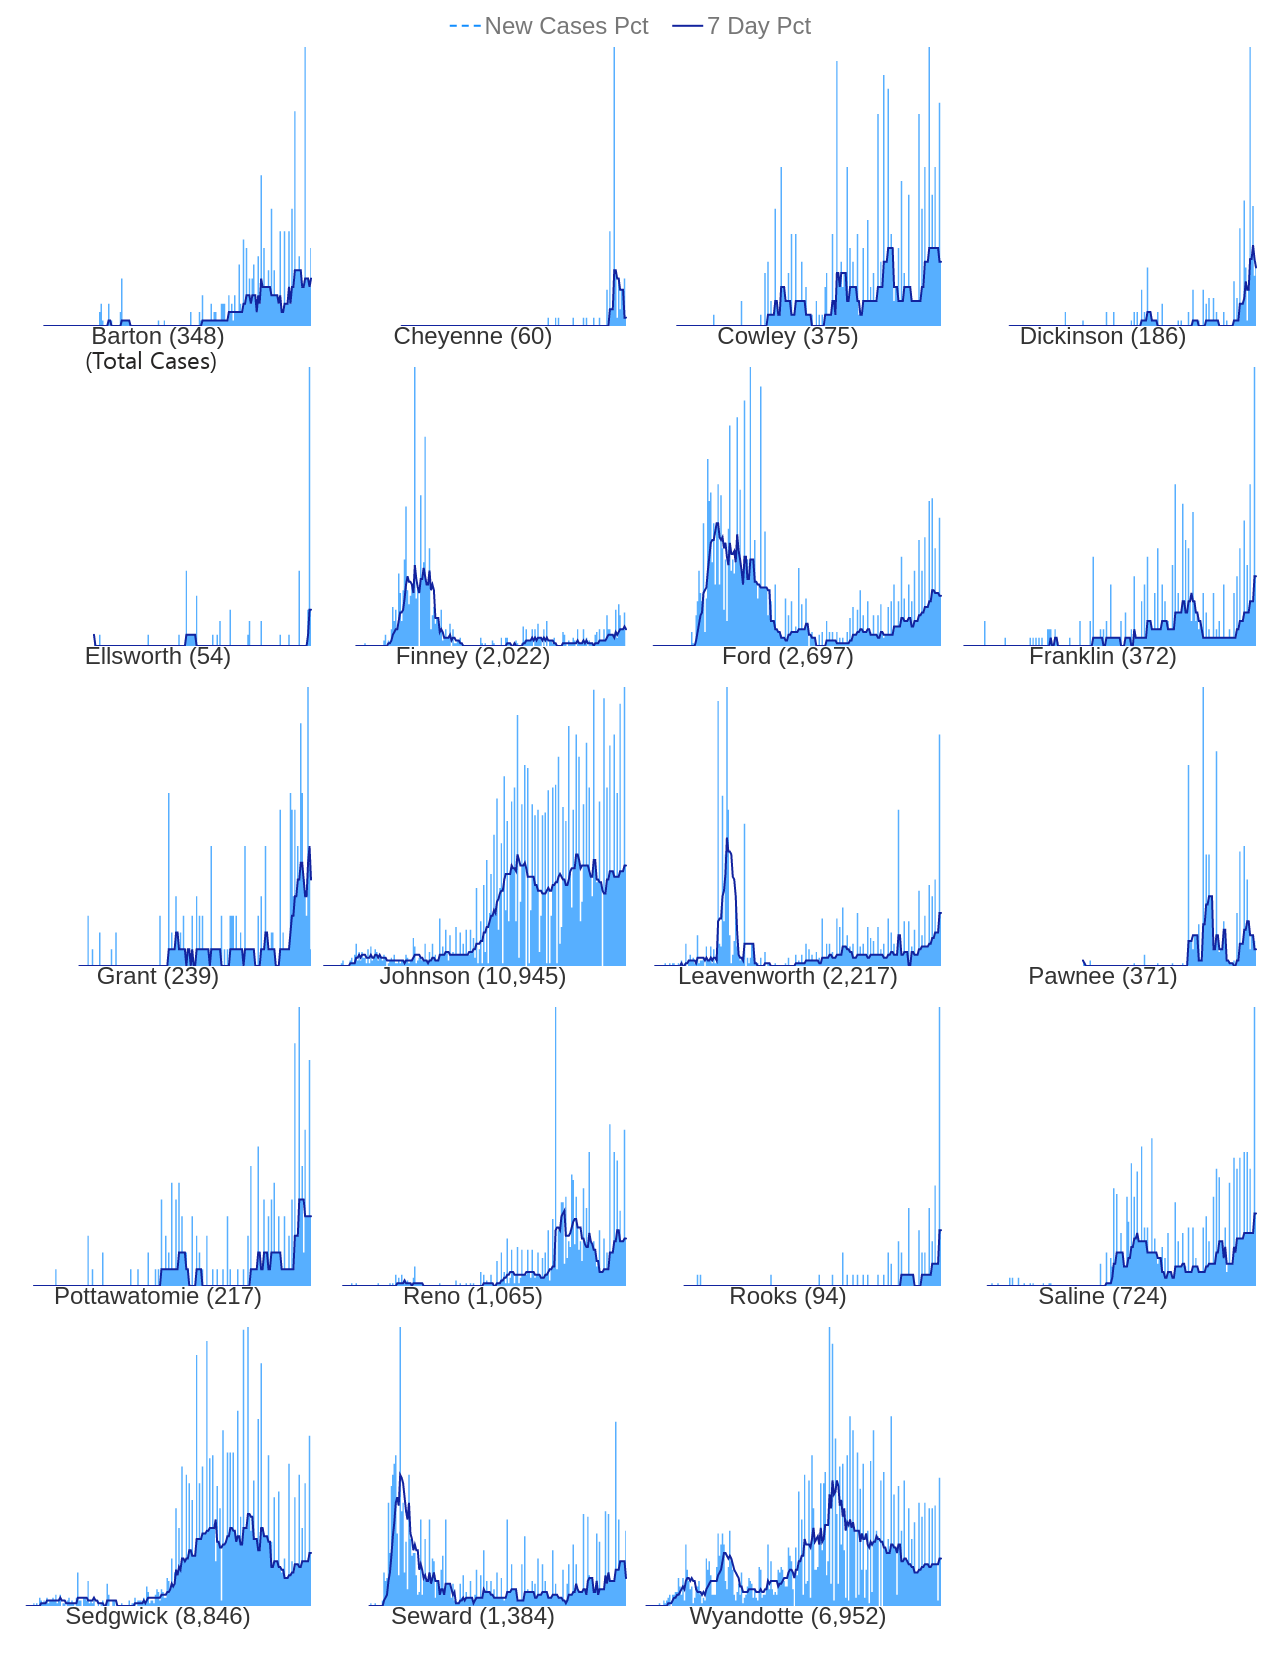 New Cases Pct 7 Day Pct
Barton (348) Cheyenne (60) Cowley (375) Dickinson (186)
(Total Cases)
Ellsworth (54) Finney (2,022) Ford (2,697) Franklin (372)
Grant (239) Johnson (10,945) Leavenworth (2,217) Pawnee (371)
Pottawatomie (217) Reno (1,065) Rooks (94) Saline (724)
Sedgwick (8,846) Seward (1,384) Wyandotte (6,952)